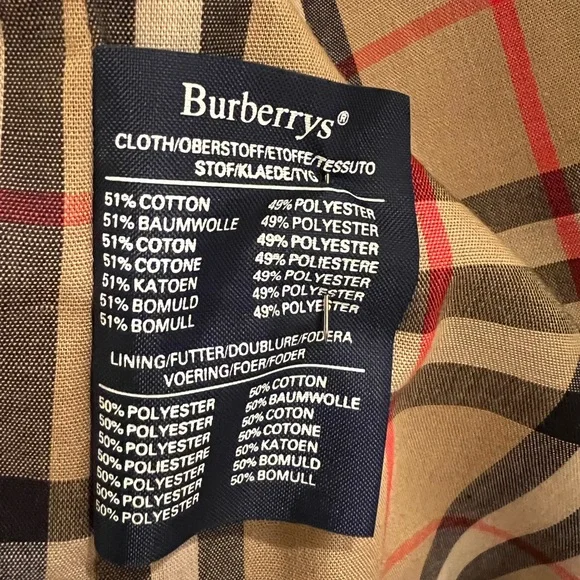 Burberrys®
CLOTH/OBERSTOFF/ETOFFE/TESSUTO
STOF/KLAEDE/TYG
51% COTTON 49% POLYESTER
51% BAUMWOLLE 49% POLYESTER
51% COTON 49% POLYESTER
51% COTONE 49% POLIESTERE
51% KATOEN 49% POLYESTER
51% BOMULD 49% POLYESTER
51% BOMULL 49% POLYESTER
LINING/FUTTER/DOUBLURE/FODERA
VOERING/FOER/FODER
50% POLYESTER 50% COTTON
50% POLYESTER 50% BAUMWOLLE
50% POLYESTER 50% COTON
50% POLIESTERE 50% COTONE
50% POLYESTER 50% KATOEN
50% POLYESTER 50% BOMULD
50% POLYESTER 50% BOMULL